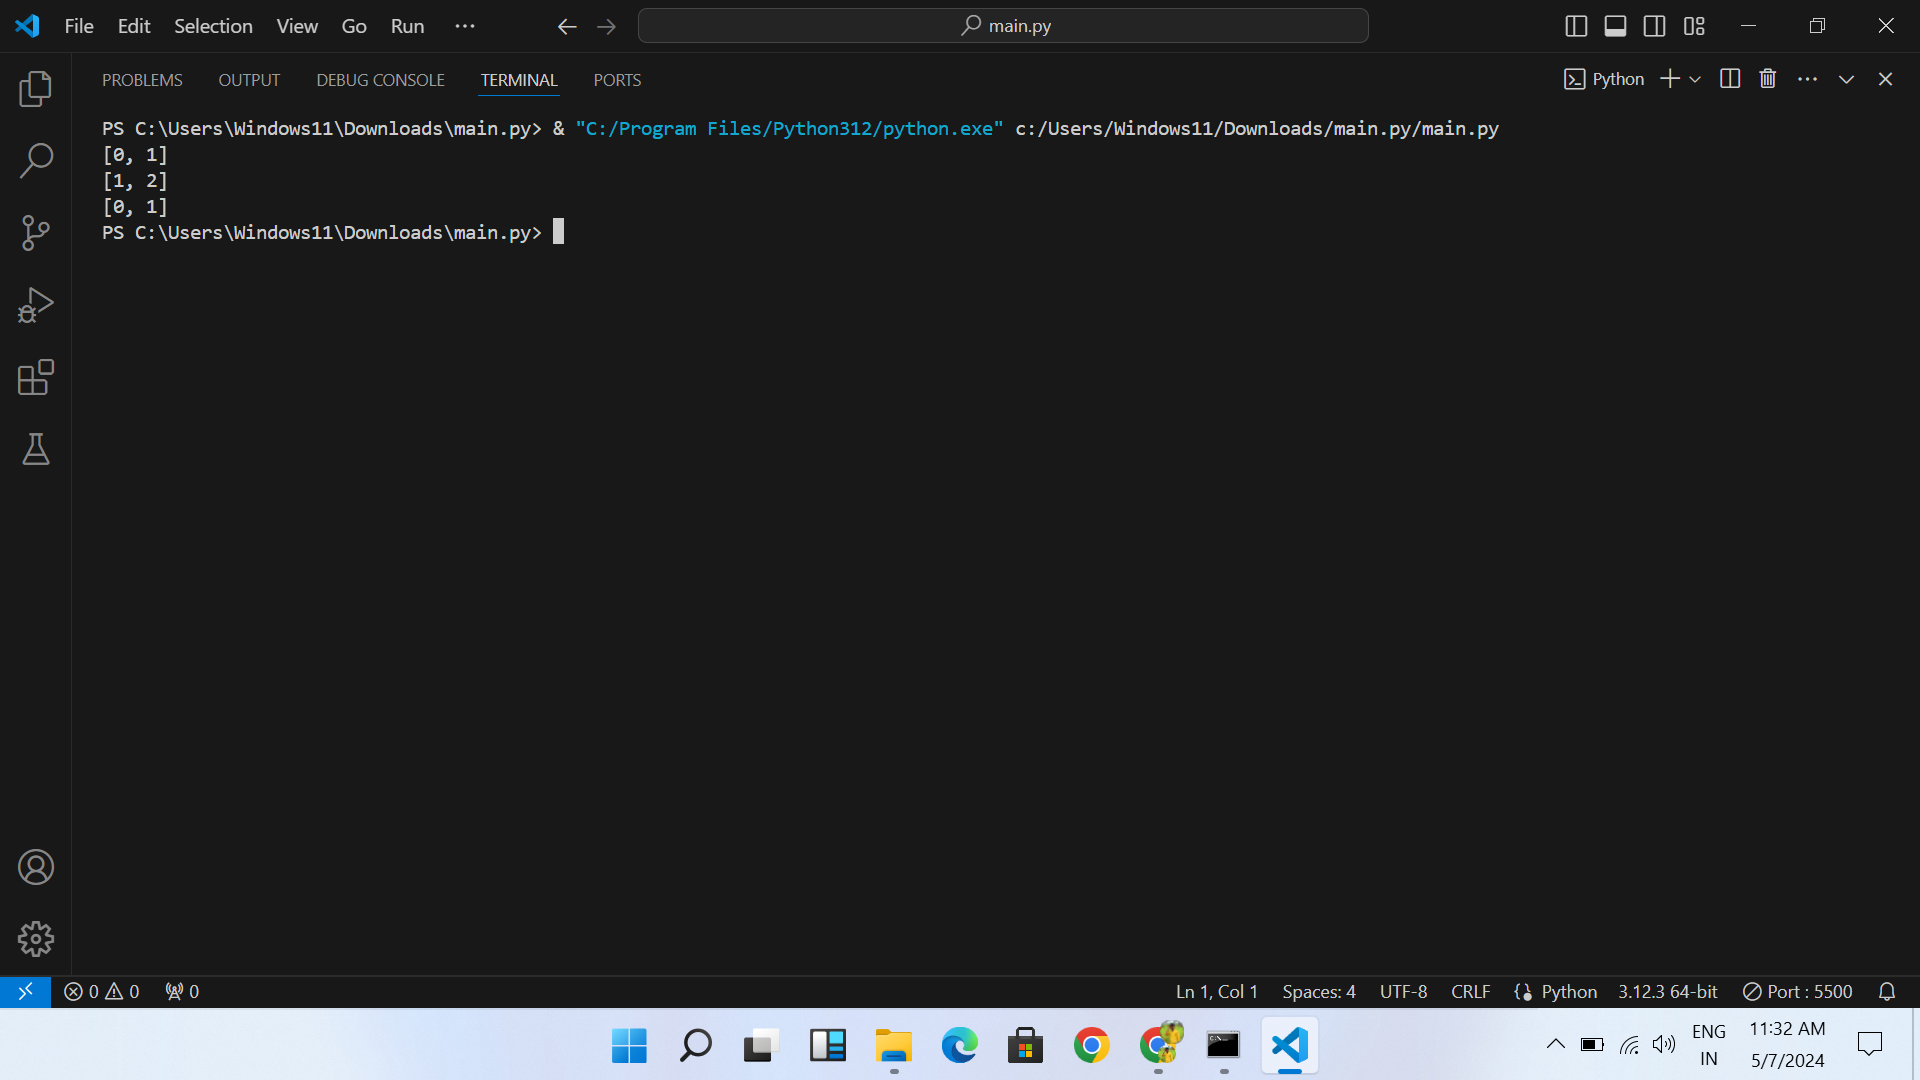 File Edit Selection View Go Run ··· main.py
PROBLEMS OUTPUT DEBUG CONSOLE TERMINAL PORTS Python
PS C:\Users\Windows11\Downloads\main.py> & "C:/Program Files/Python312/python.exe" c:/Users/Windows11/Downloads/main.py/main.py
[0, 1]
[1, 2]
[0, 1]
PS C:\Users\Windows11\Downloads\main.py>
0 0 0 Ln 1, Col 1 Spaces: 4 UTF-8 CRLF Python 3.12.3 64-bit Port : 5500
ENG 11:32 AM
IN 5/7/2024